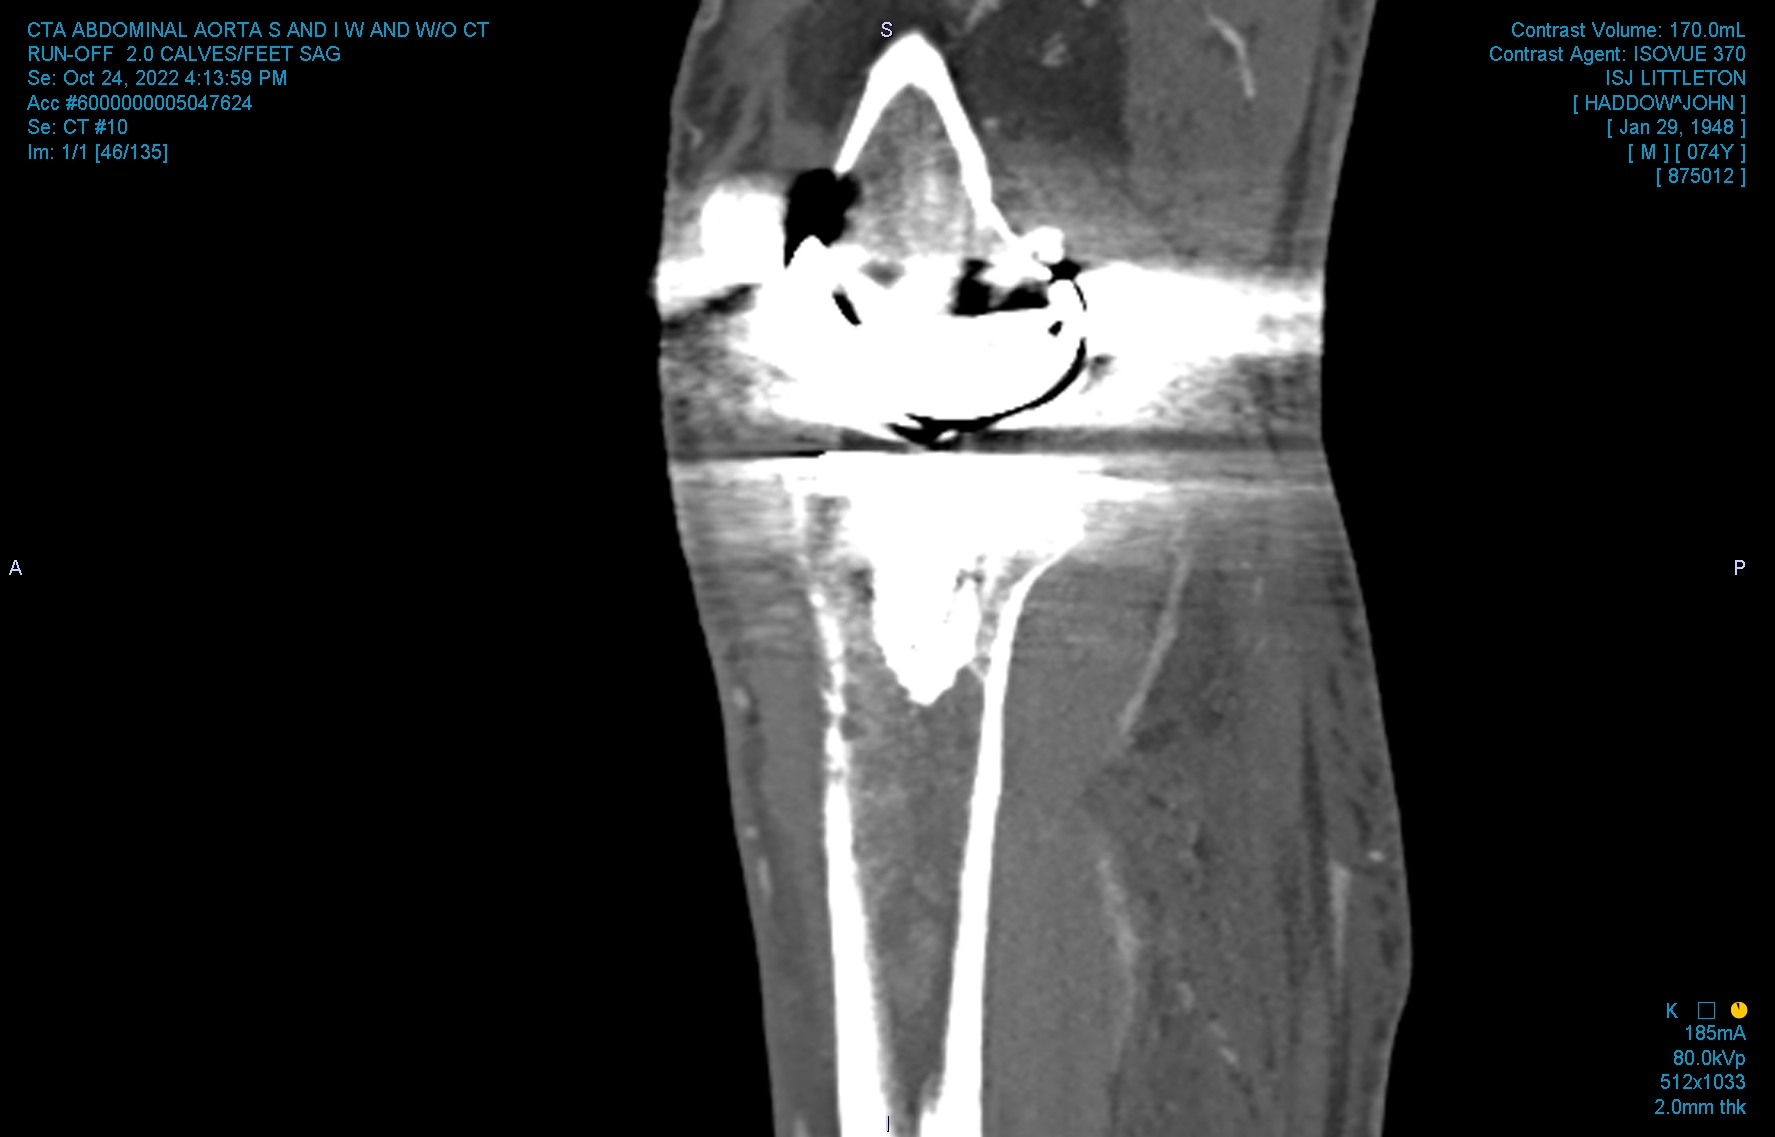 CTA ABDOMINAL AORTA S AND I W AND W/O CT
RUN-OFF 2.0 CALVES/FEET SAG
Se: Oct 24, 2022 4:13:59 PM
Acc #6000000005047624
Se: CT #10
Im: 1/1 [46/135]
S
Contrast Volume: 170.0mL
Contrast Agent: ISOVUE 370
ISJ LITTLETON
[ HADDOW^JOHN ]
[ Jan 29, 1948 ]
[ M ] [ 074Y ]
[ 875012 ]
A
P
K
185mA
80.0kVp
512x1033
2.0mm thk
I